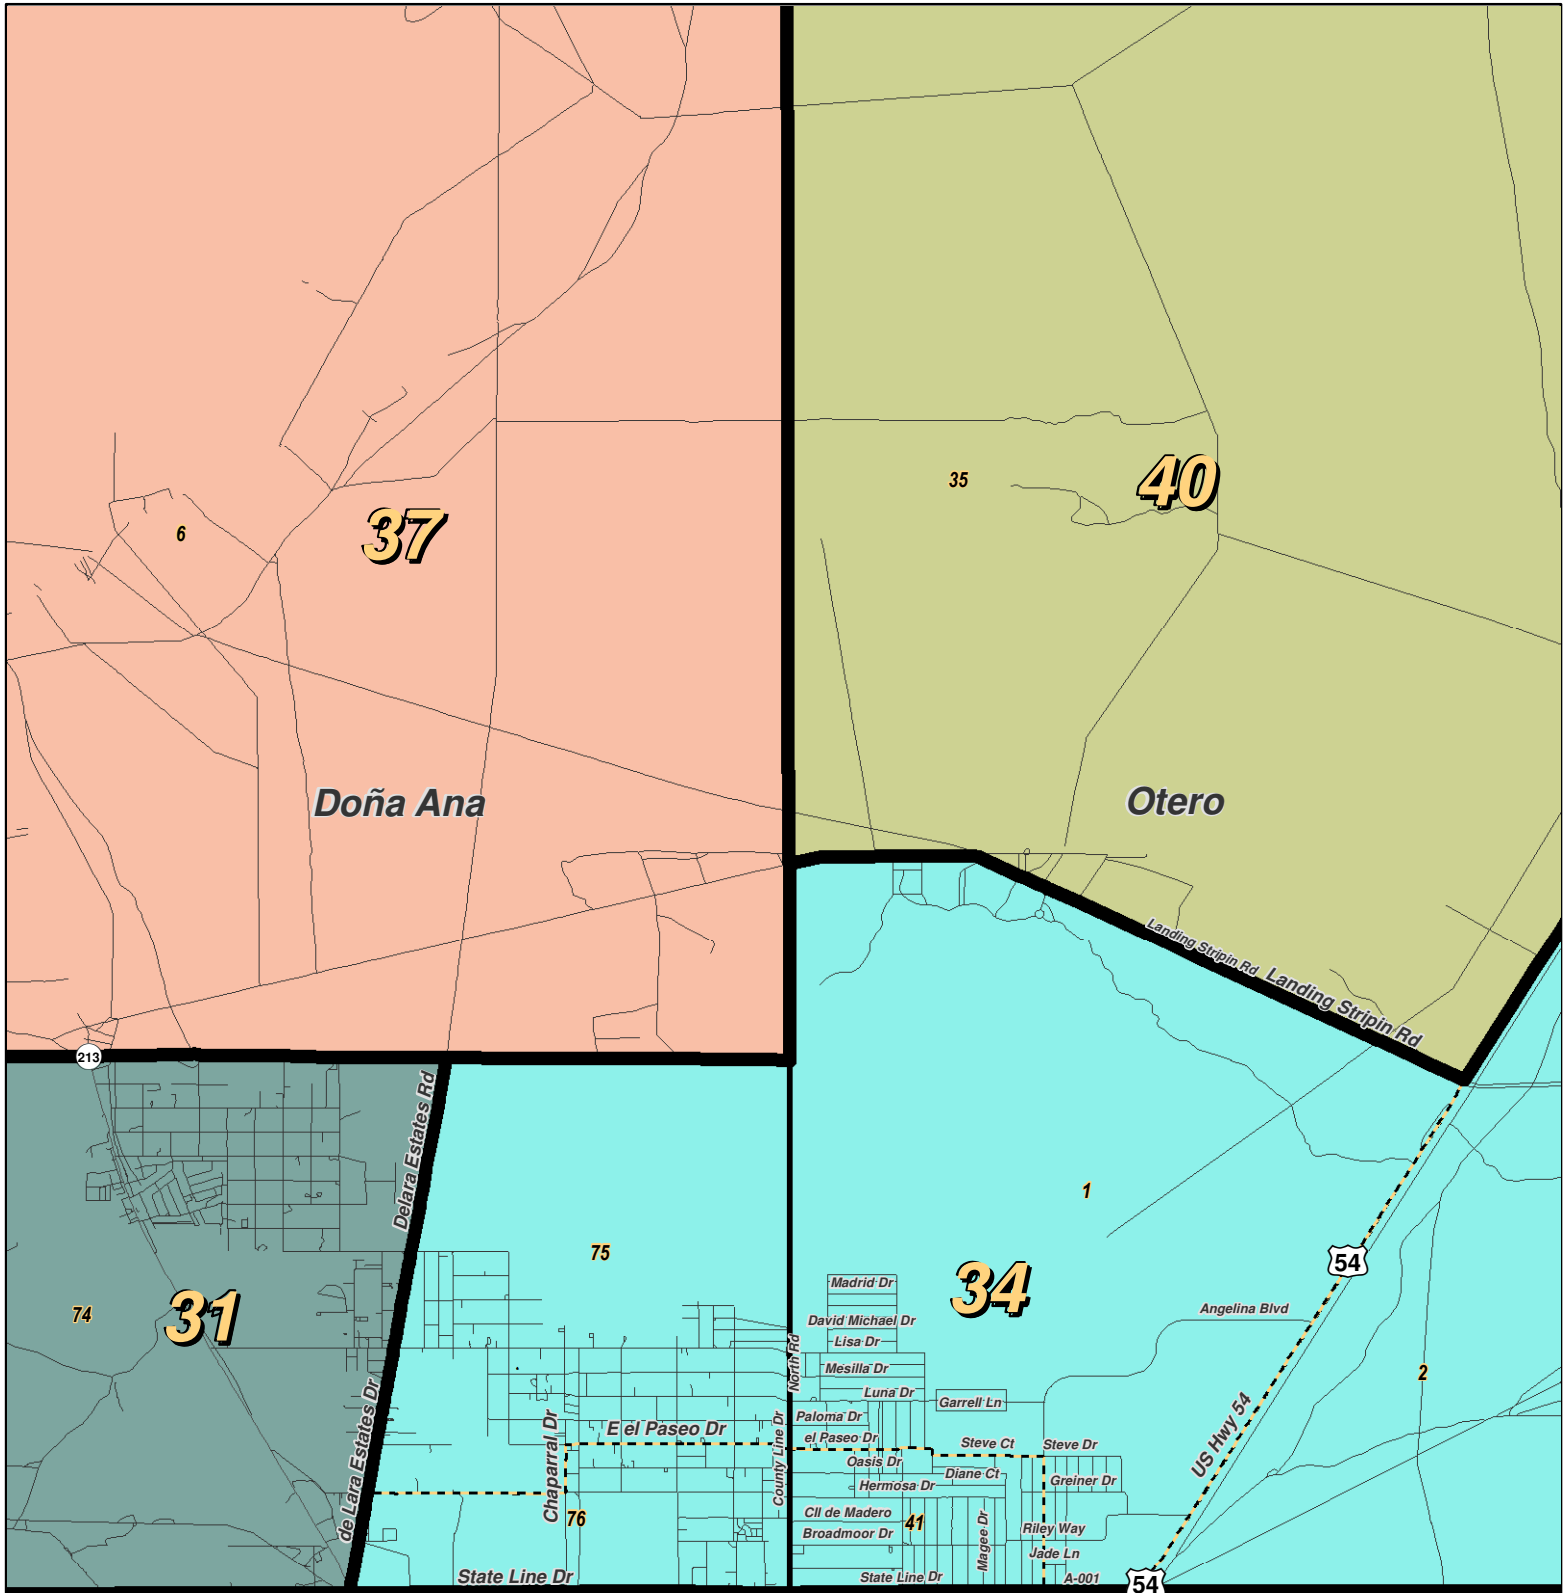 35
40
6
37
Doña Ana
Otero
Landing Stripin Rd
Landing Stripin Rd
213
Delara Estates Rd
1
75
54
34
Madrid Dr
Angelina Blvd
74
31
David Michael Dr
Lisa Dr
North Rd
Mesilla Dr
2
Luna Dr
Garrell Ln
de Lara Estates Dr
Chaparral Dr
E el Paseo Dr
County Line Dr
Paloma Dr
el Paseo Dr
Steve Ct
Steve Dr
US Hwy 54
Oasis Dr
Diane Ct
Hermosa Dr
Greiner Dr
Cll de Madero
41
76
Broadmoor Dr
Magee Dr
Riley Way
Jade Ln
State Line Dr
State Line Dr
A-001
54